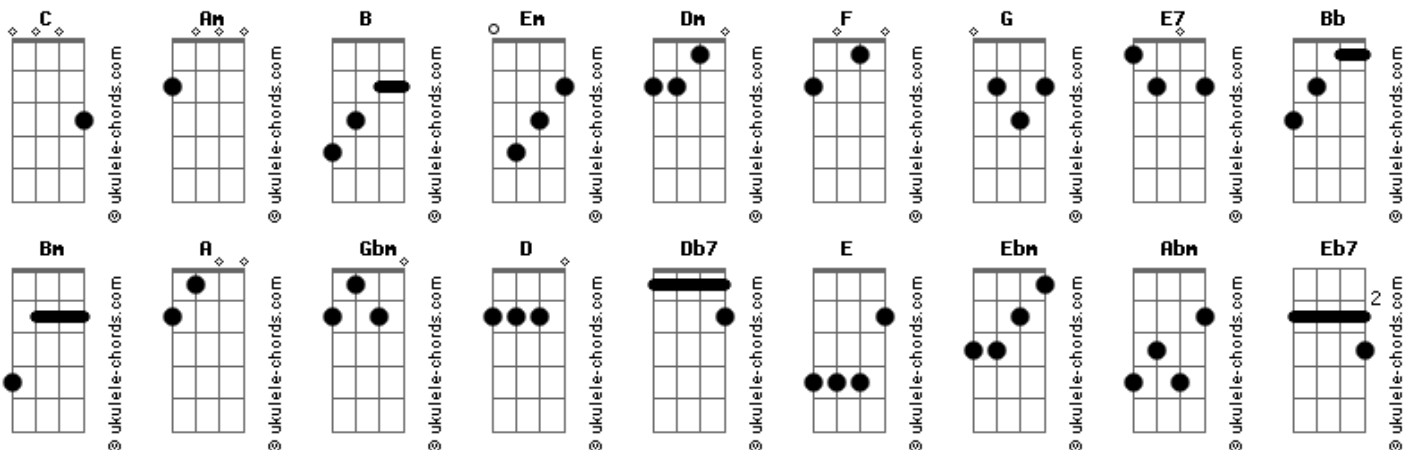 C Am B Em Dm F G E7 Bb
© ukulele-chords.com © ukulele-chords.com © ukulele-chords.com © ukulele-chords.com © ukulele-chords.com © ukulele-chords.com © ukulele-chords.com © ukulele-chords.com © ukulele-chords.com
Bm A Gbm D Db7 E Ebm Abm Eb7
2
© ukulele-chords.com © ukulele-chords.com © ukulele-chords.com © ukulele-chords.com © ukulele-chords.com © ukulele-chords.com © ukulele-chords.com © ukulele-chords.com © ukulele-chords.com